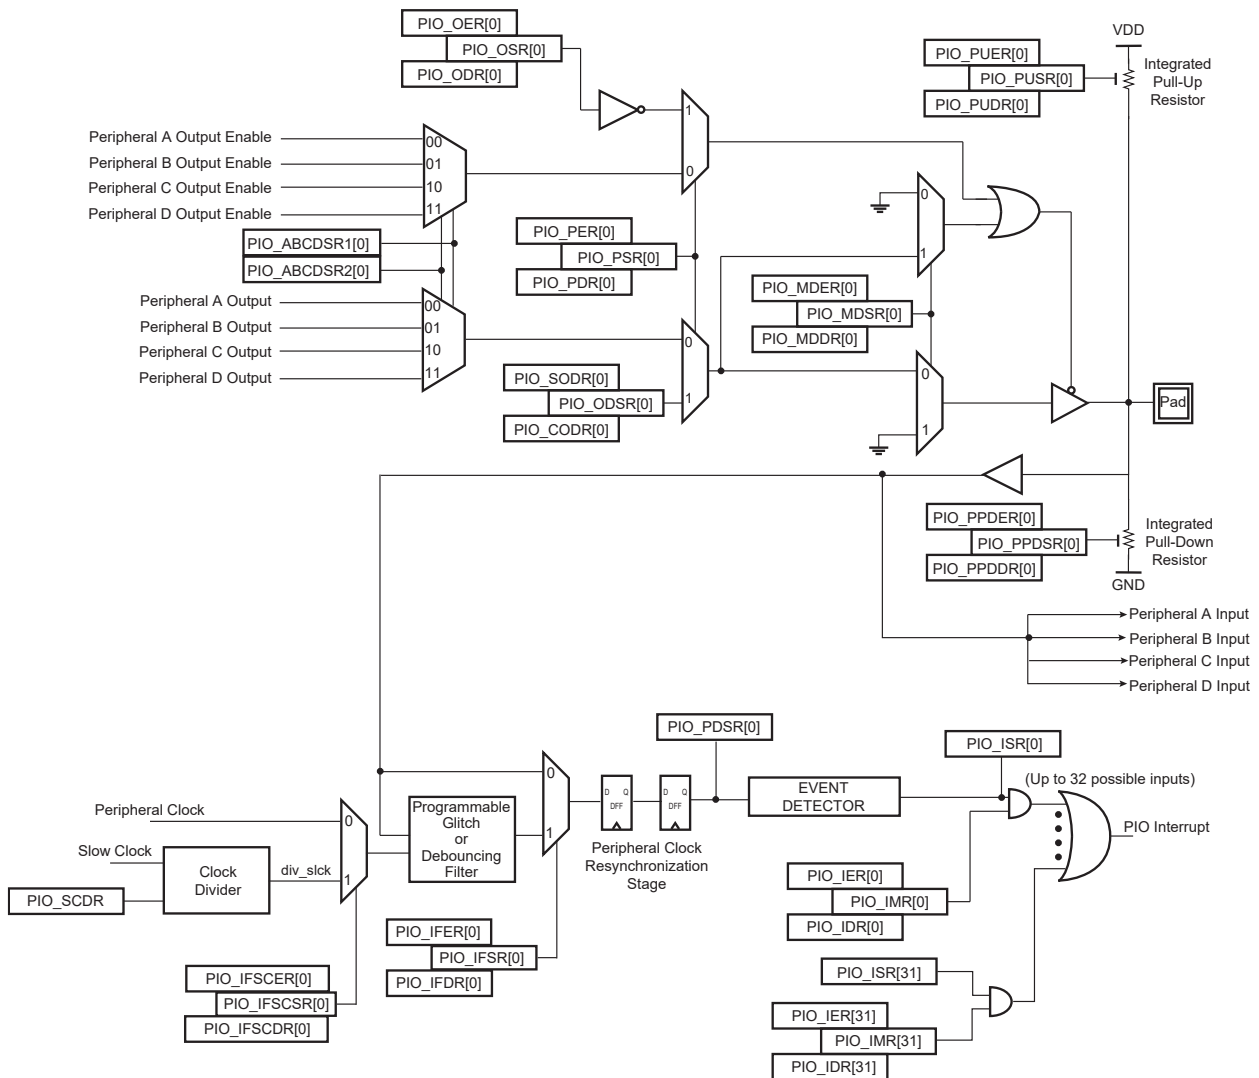 PIO_OER[0]
PIO_OSR[0]
PIO_ODR[0]
1
0
VDD
PIO_PUER[0]
PIO_PUSR[0]
PIO_PUDR[0]
Integrated
Pull-Up
Resistor
Peripheral A Output Enable
Peripheral B Output Enable
Peripheral C Output Enable
Peripheral D Output Enable
00
01
10
11
PIO_ABCDSR1[0]
PIO_ABCDSR2[0]
PIO_PER[0]
PIO_PSR[0]
PIO_PDR[0]
0
1
PIO_MDER[0]
PIO_MDSR[0]
PIO_MDDR[0]
Peripheral A Output
Peripheral B Output
Peripheral C Output
Peripheral D Output
00
01
10
11
0
1
PIO_SODR[0]
PIO_ODSR[0]
PIO_CODR[0]
0
1
Pad
PIO_PPDER[0]
PIO_PPDSR[0]
PIO_PPDDR[0]
Integrated
Pull-Down
Resistor
GND
Peripheral A Input
Peripheral B Input
Peripheral C Input
Peripheral D Input
PIO_PDSR[0]
PIO_ISR[0]
(Up to 32 possible inputs)
Peripheral Clock
Slow Clock
PIO_SCDR
Clock
Divider
div_slck
0
1
Programmable
Glitch
or
Debouncing
Filter
0
1
D Q
DFF
D Q
DFF
Peripheral Clock
Resynchronization
Stage
EVENT
DETECTOR
PIO Interrupt
PIO_IER[0]
PIO_IMR[0]
PIO_IDR[0]
PIO_IFER[0]
PIO_IFSR[0]
PIO_IFDR[0]
PIO_IFSCER[0]
PIO_IFSCSR[0]
PIO_IFSCDR[0]
PIO_ISR[31]
PIO_IER[31]
PIO_IMR[31]
PIO_IDR[31]